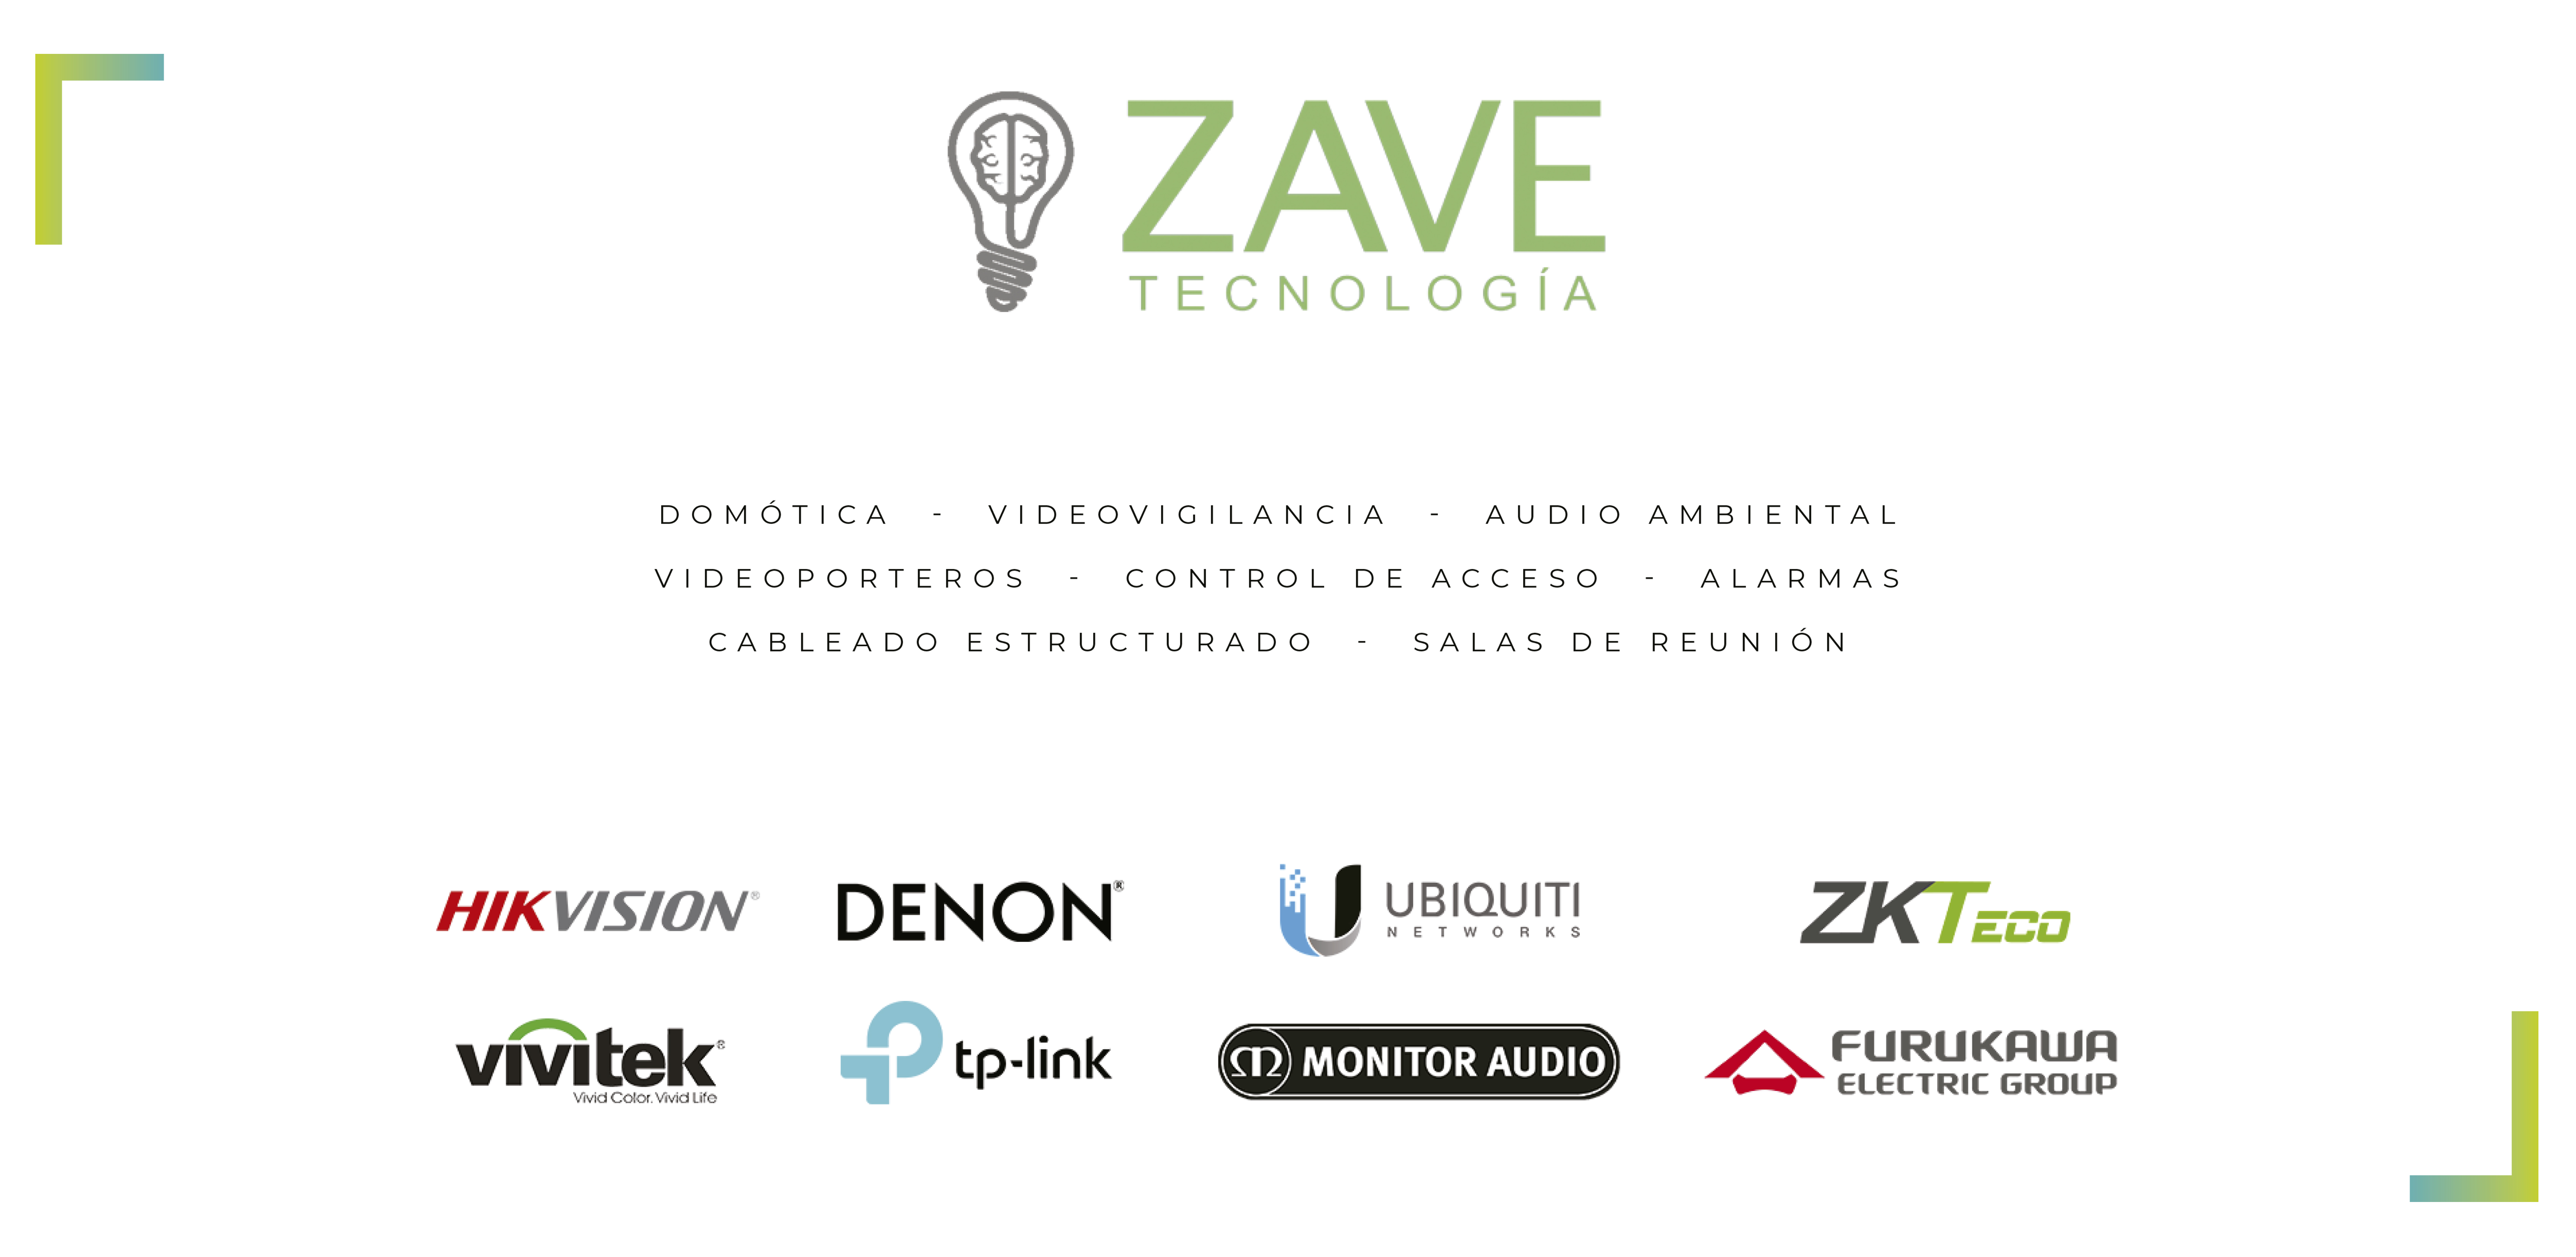 ZAVE
TECNOLOGÍA
DOMÓTICA - VIDEOVIGILANCIA - AUDIO AMBIENTAL
VIDEOPORTEROS - CONTROL DE ACCESO - ALARMAS
CABLEADO ESTRUCTURADO - SALAS DE REUNIÓN
HIKVISION®
DENON®
UBIQUITI
NETWORKS
ZKTECO
vivitek®
Vivid Color. Vivid Life
tp-link
MONITOR AUDIO
FURUKAWA
ELECTRIC GROUP